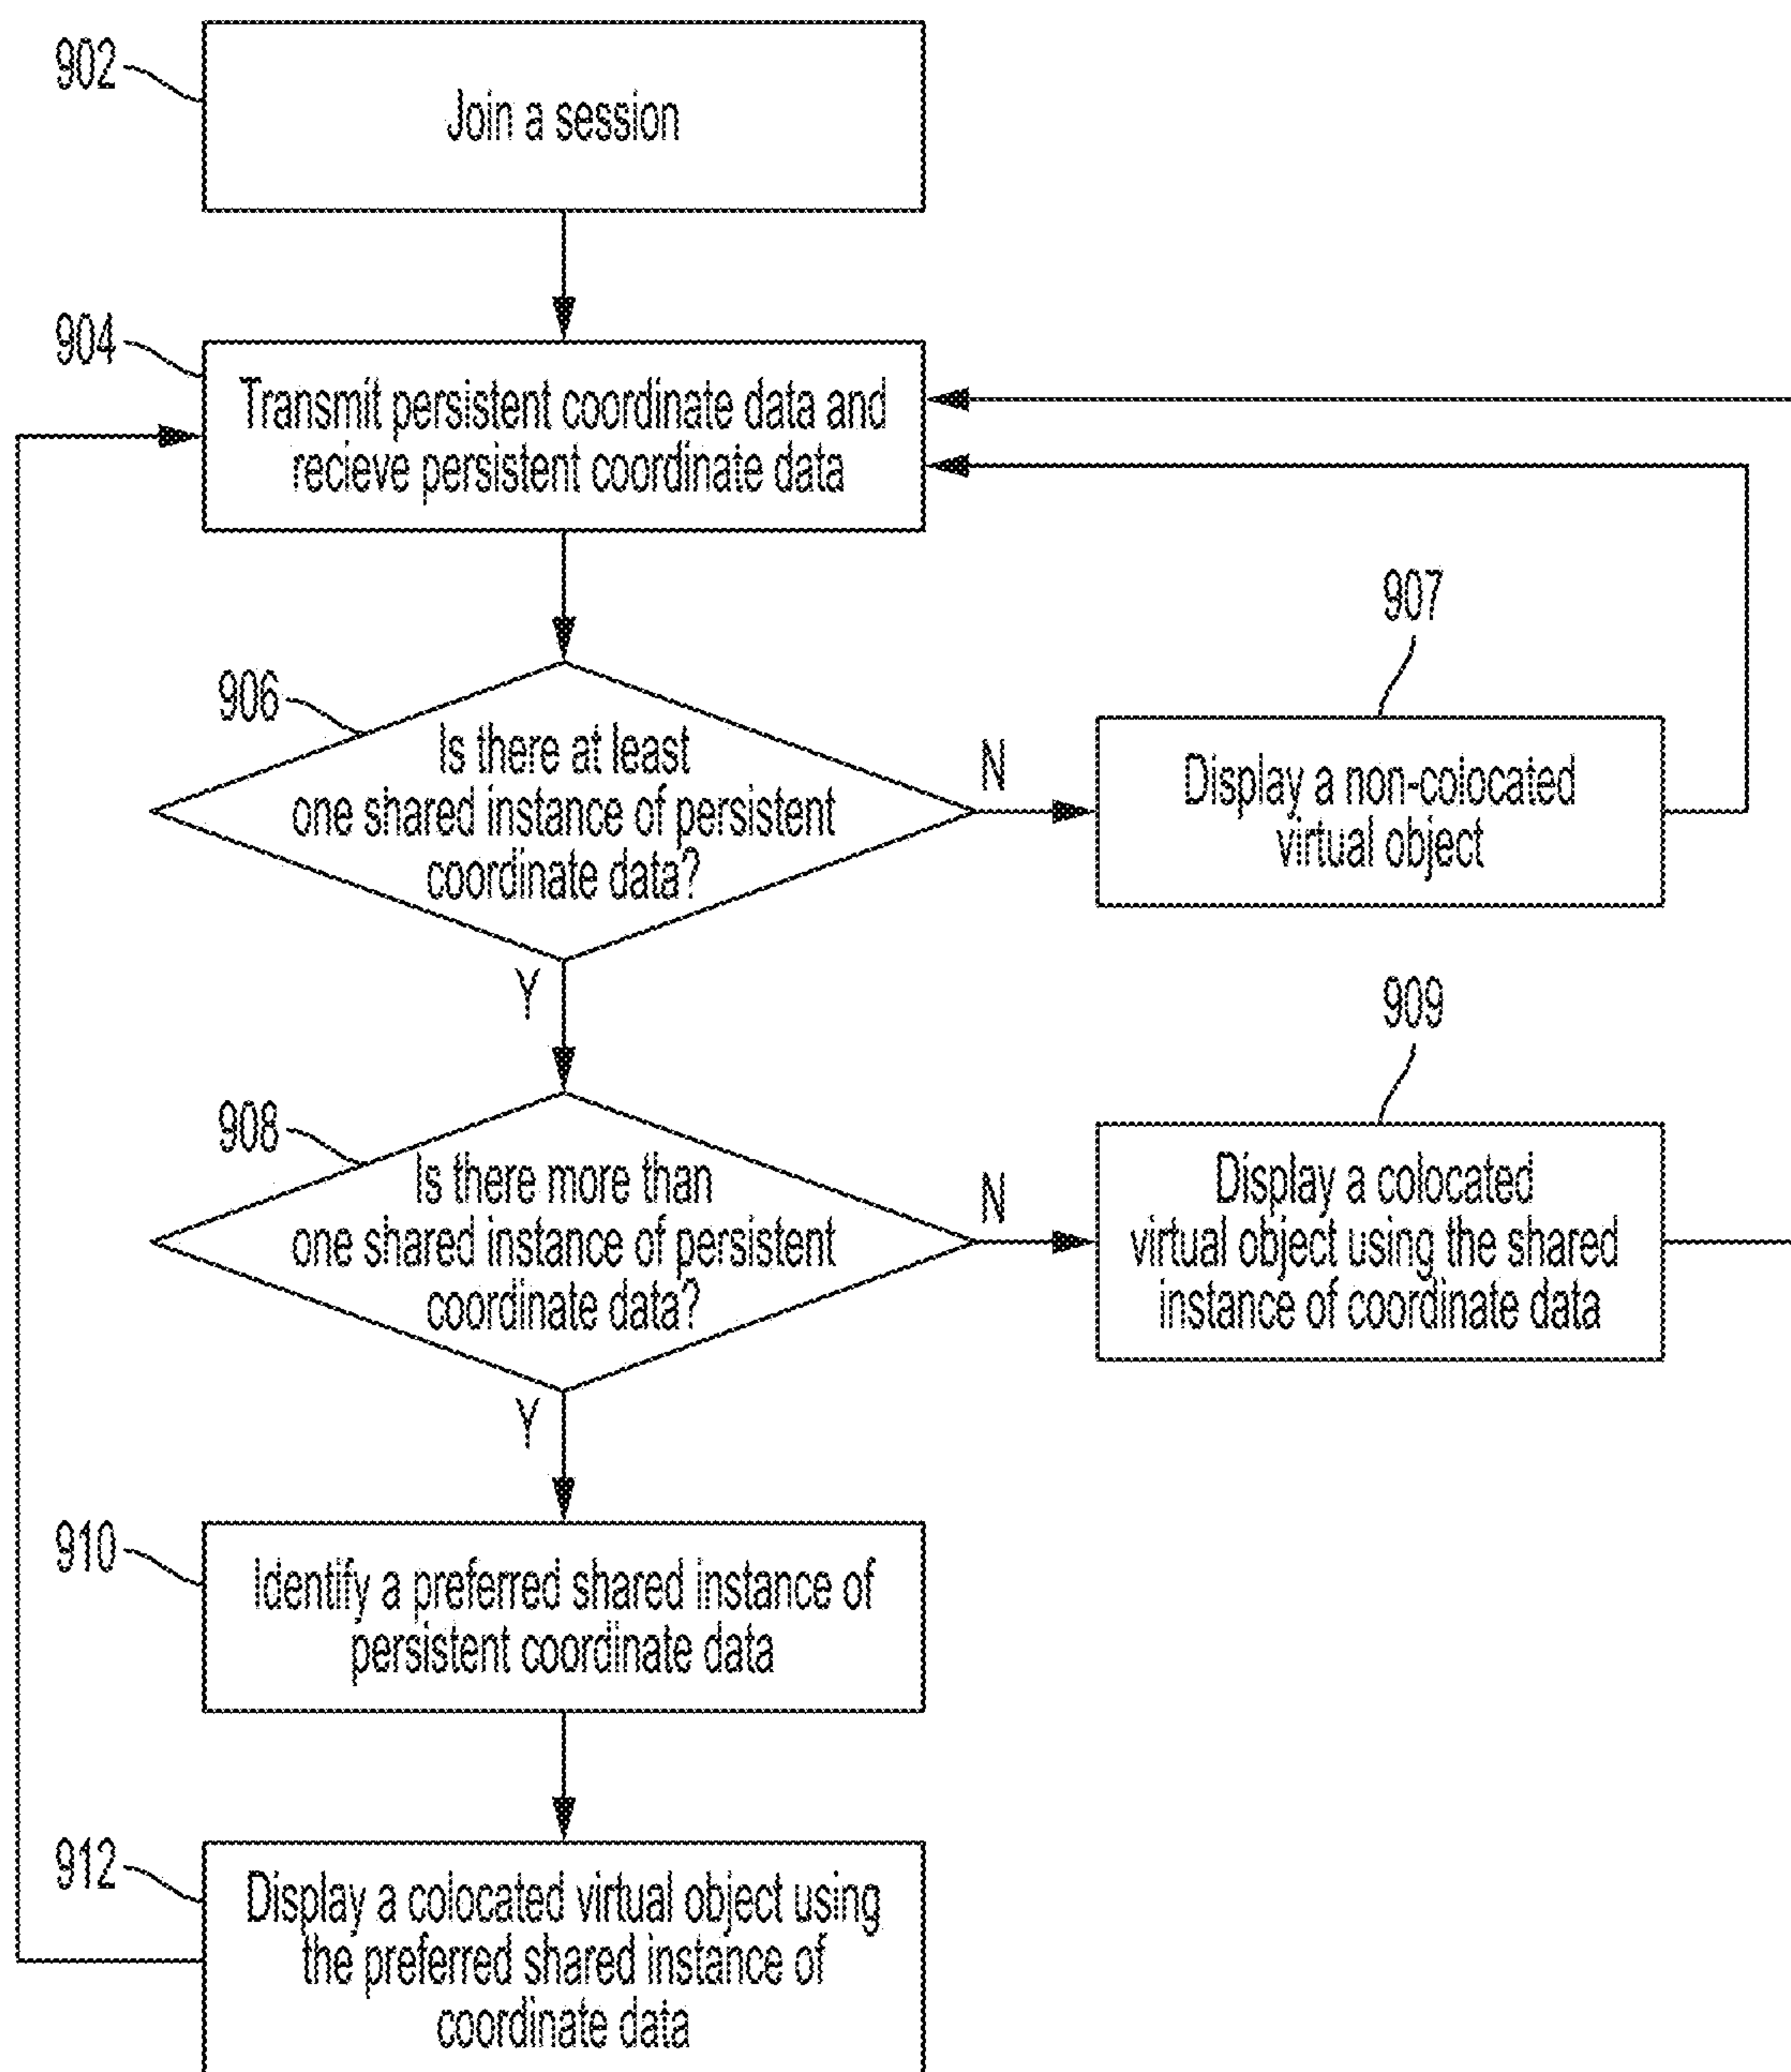 902
Join a session
904
Transmit persistent coordinate data and
recieve persistent coordinate data
906
Is there at least
one shared instance of persistent
coordinate data?
N
907
Display a non-colocated
virtual object
Y
908
Is there more than
one shared instance of persistent
coordinate data?
N
909
Display a colocated
virtual object using the shared
instance of coordinate data
Y
910
Identify a preferred shared instance of
persistent coordinate data
912
Display a colocated virtual object using
the preferred shared instance of
coordinate data